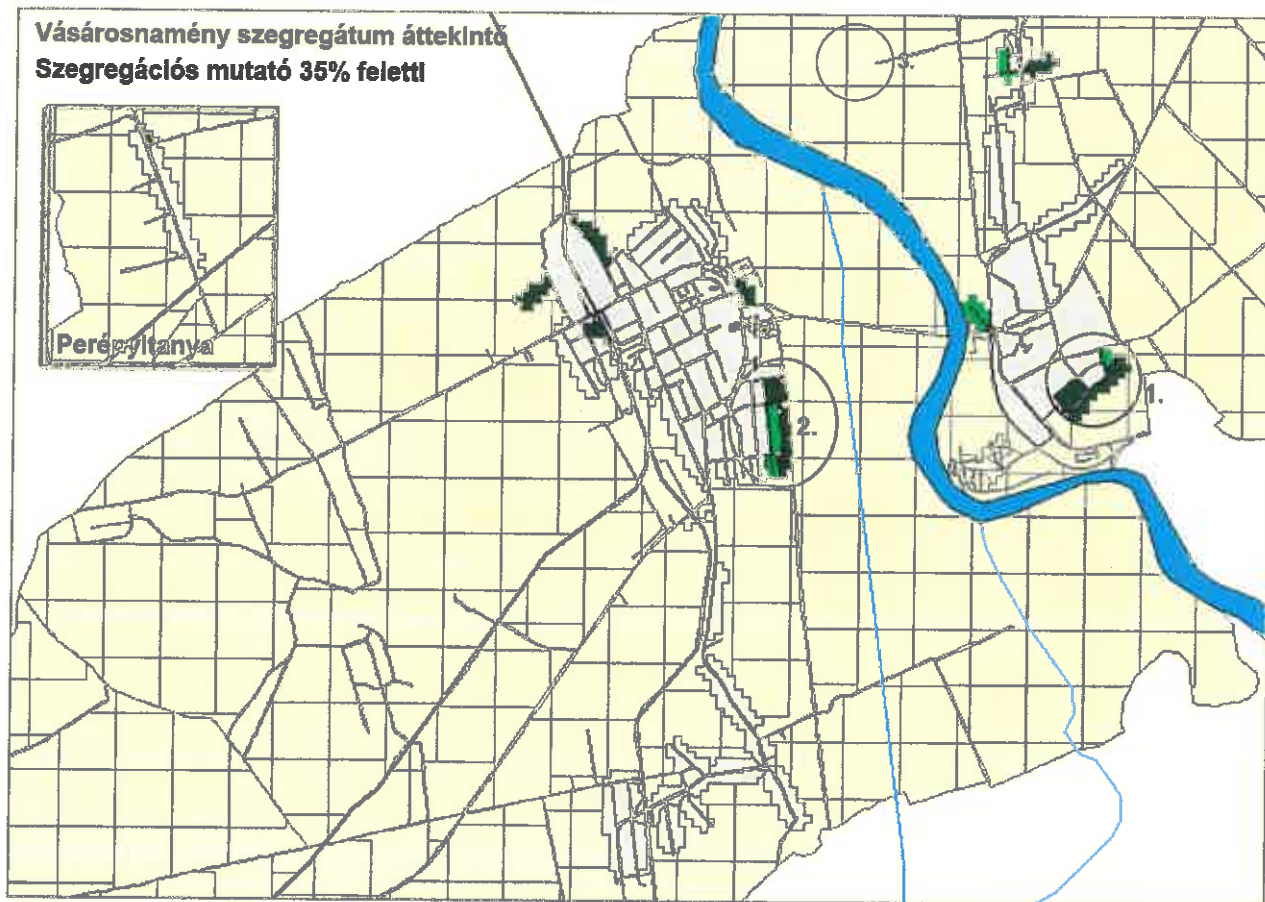 Vásárosnamény szegregátum áttekintő
Szegregációs mutató 35% feletti
3.
Perényitanya
1.
2.